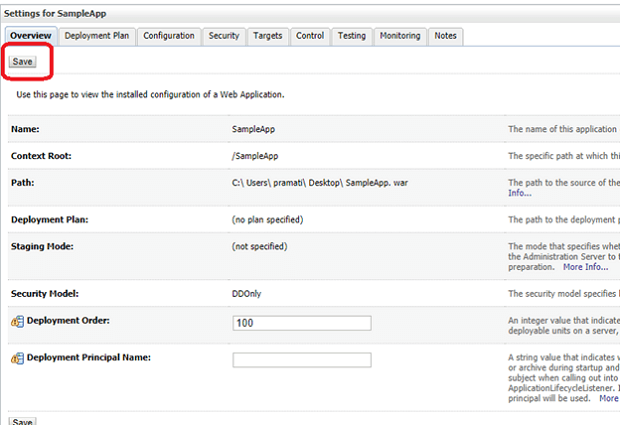 Settings for SampleApp
Overview Deployment Plan Configuration Security Targets Control Testing Monitoring Notes
Save
Use this page to view the installed configuration of a Web Application.
Name: SampleApp The name of this application
Context Root: /SampleApp The specific path at which
Path: C:\ Users\ pramati\ Desktop\ SampleApp. war The path to the source of the
Info...
Deployment Plan: (no plan specified) The path to the deployment
Staging Mode: (not specified) The mode that specifies
the Administration Server to
preparation. More Info...
Security Model: DDOnly The security model specifies
Deployment Order: 100 An integer value that
deployable units on a server,
Deployment Principal Name: A string value that indicates
or archive during startup and
subject when calling out into
ApplicationLifecycleListener.
principal will be used. More
Save